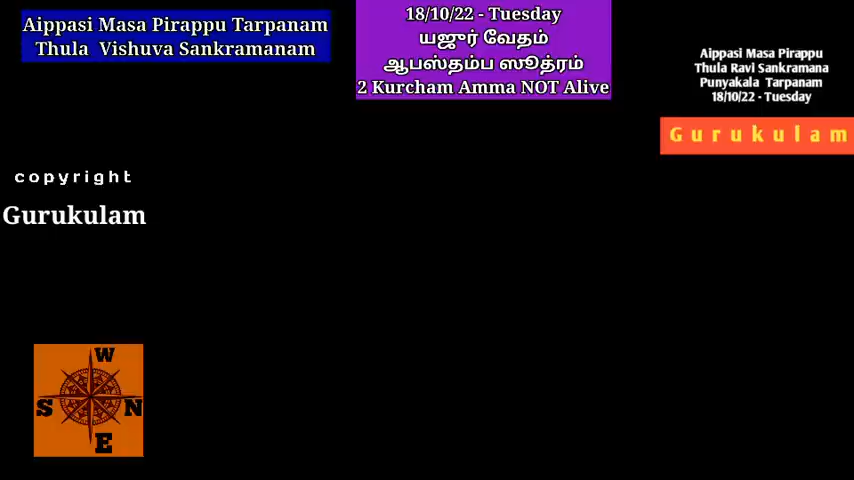 Aippasi Masa Pirappu Tarpanam
Thula Vishuva Sankramanam
18/10/22 - Tuesday
யஜுர் வேதம்
ஆபஸ்தம்ப ஸூத்ரம்
2 Kurcham Amma NOT Alive
Aippasi Masa Pirappu
Thula Ravi Sankramana
Punyakala Tarpanam
18/10/22 - Tuesday
Gurukulam
copyright
Gurukulam
W
S N
E